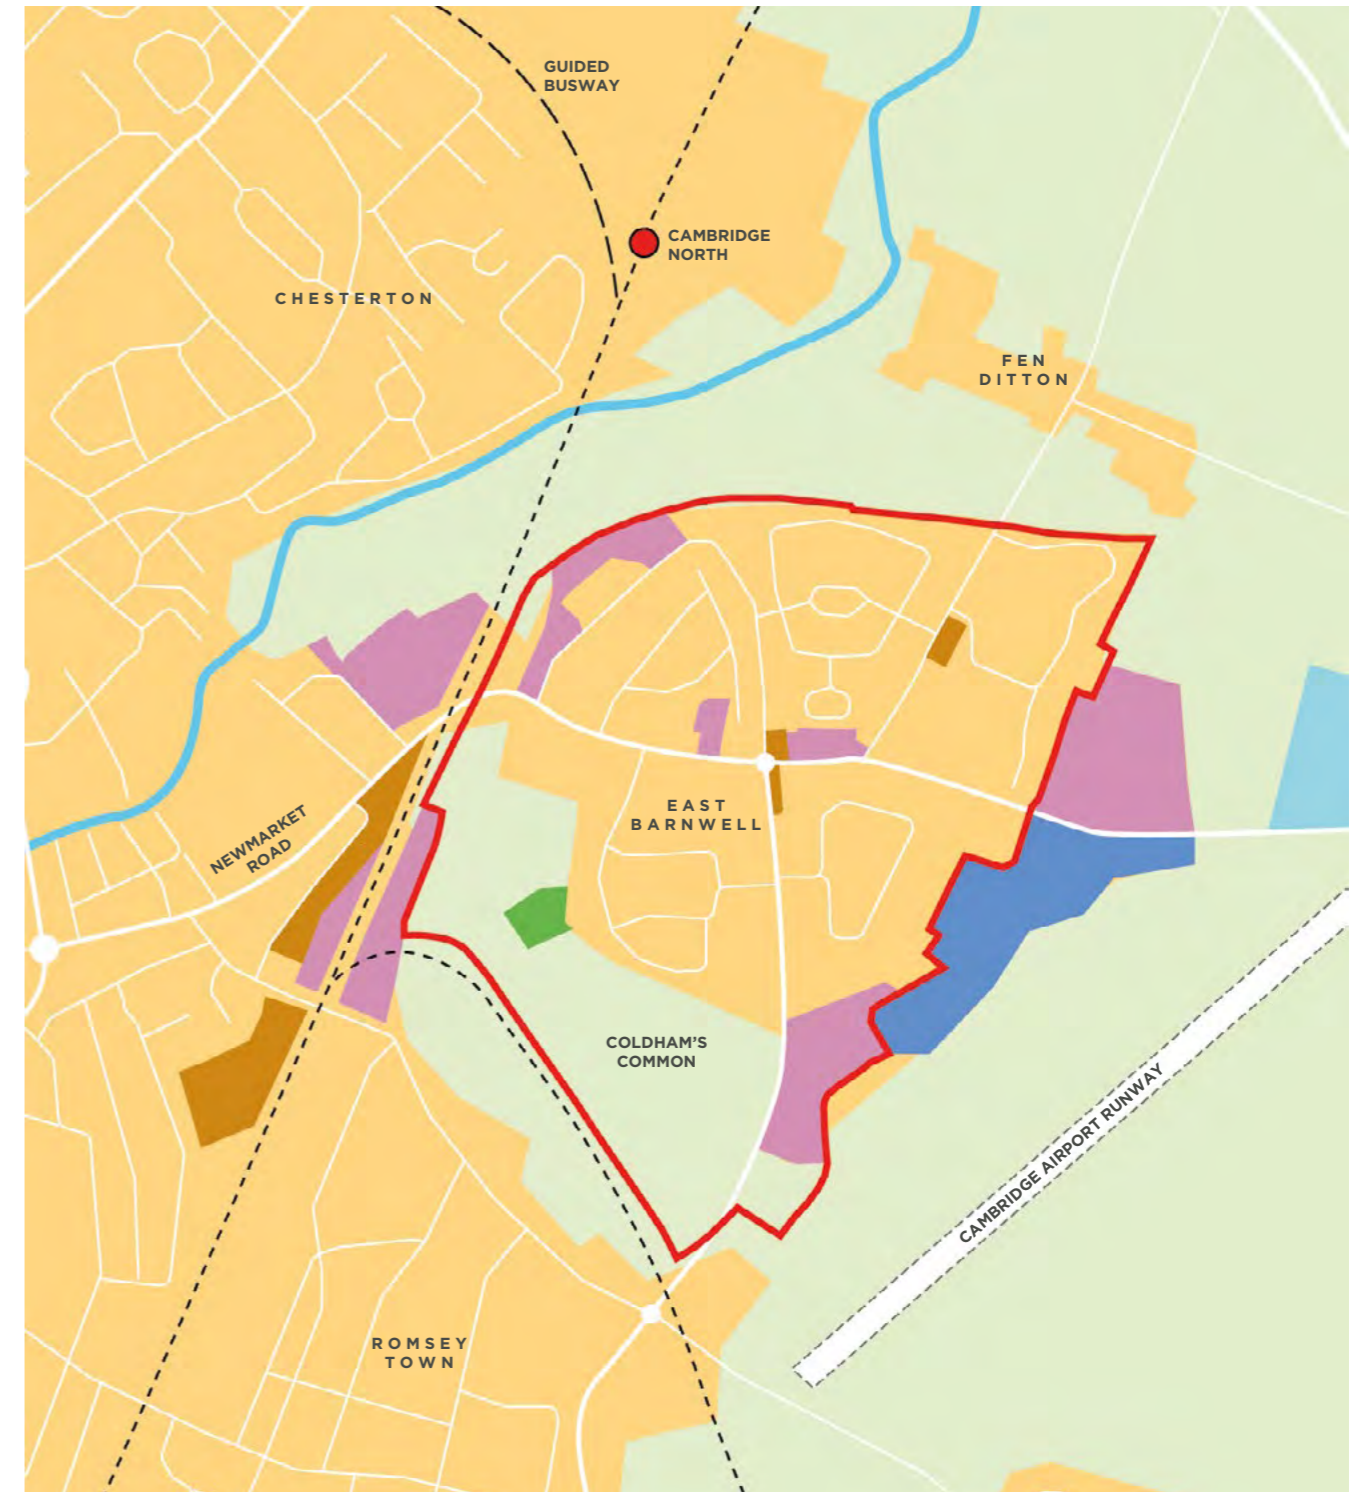 GUIDED
BUSWAY
CAMBRIDGE
NORTH
CHESTERTON
FEN
DITTON
EAST
BARNWELL
NEWMARKET
ROAD
COLDHAM'S
COMMON
CAMBRIDGE AIRPORT RUNWAY
ROMSEY
TOWN